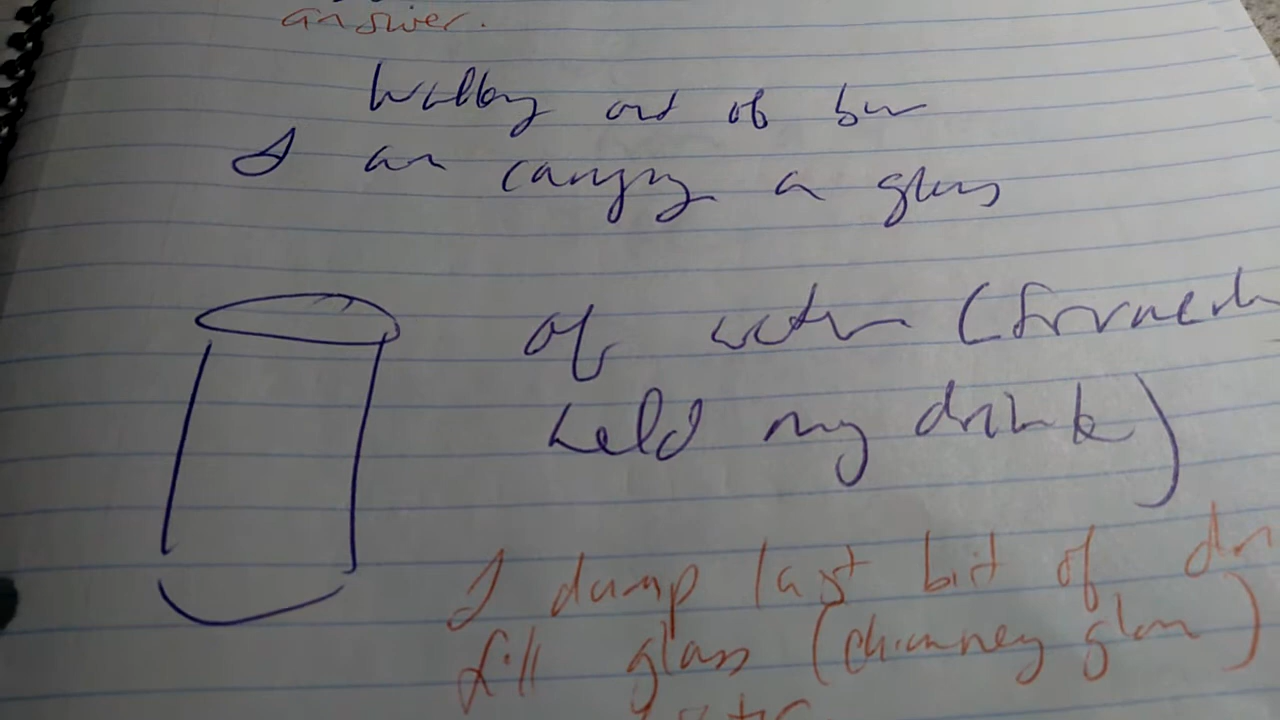 answer.
Walking out of bar
I am carrying a glass
of water (formerly
held my drink)
I dump last bit of
fill glass (chimney glass)